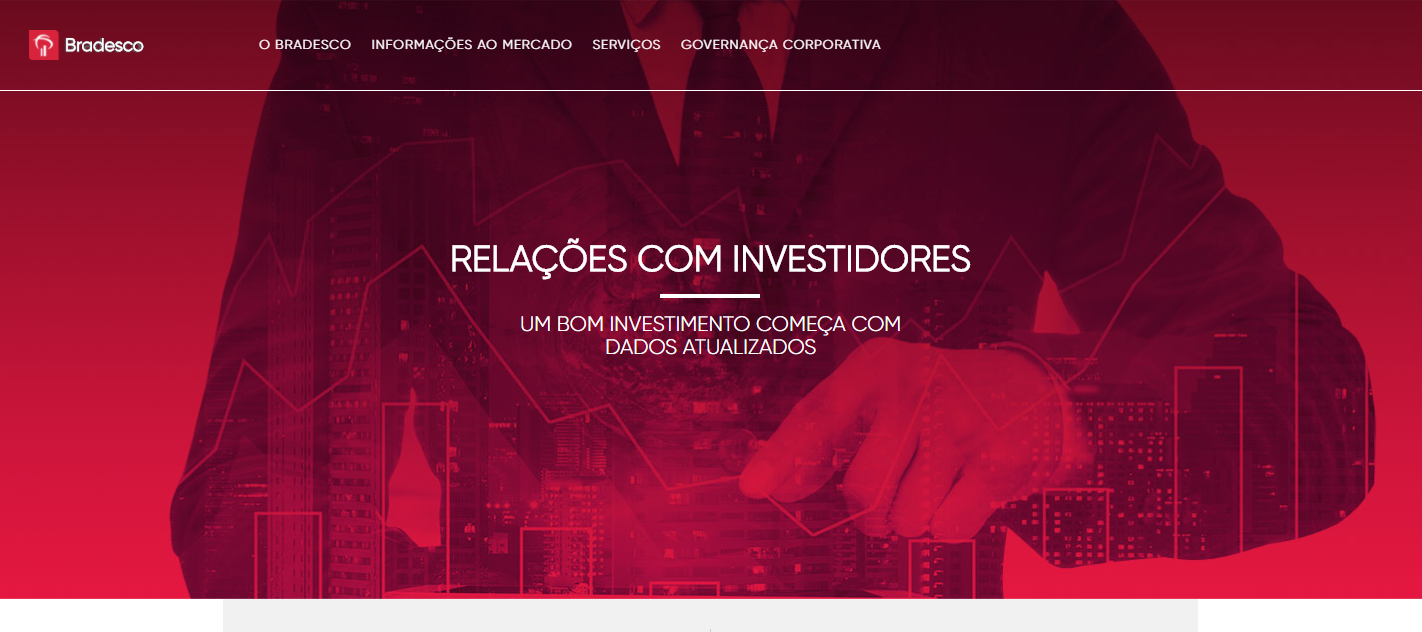 Bradesco
O BRADESCO INFORMAÇÕES AO MERCADO SERVIÇOS GOVERNANÇA CORPORATIVA
RELAÇÕES COM INVESTIDORES
UM BOM INVESTIMENTO COMEÇA COM
DADOS ATUALIZADOS